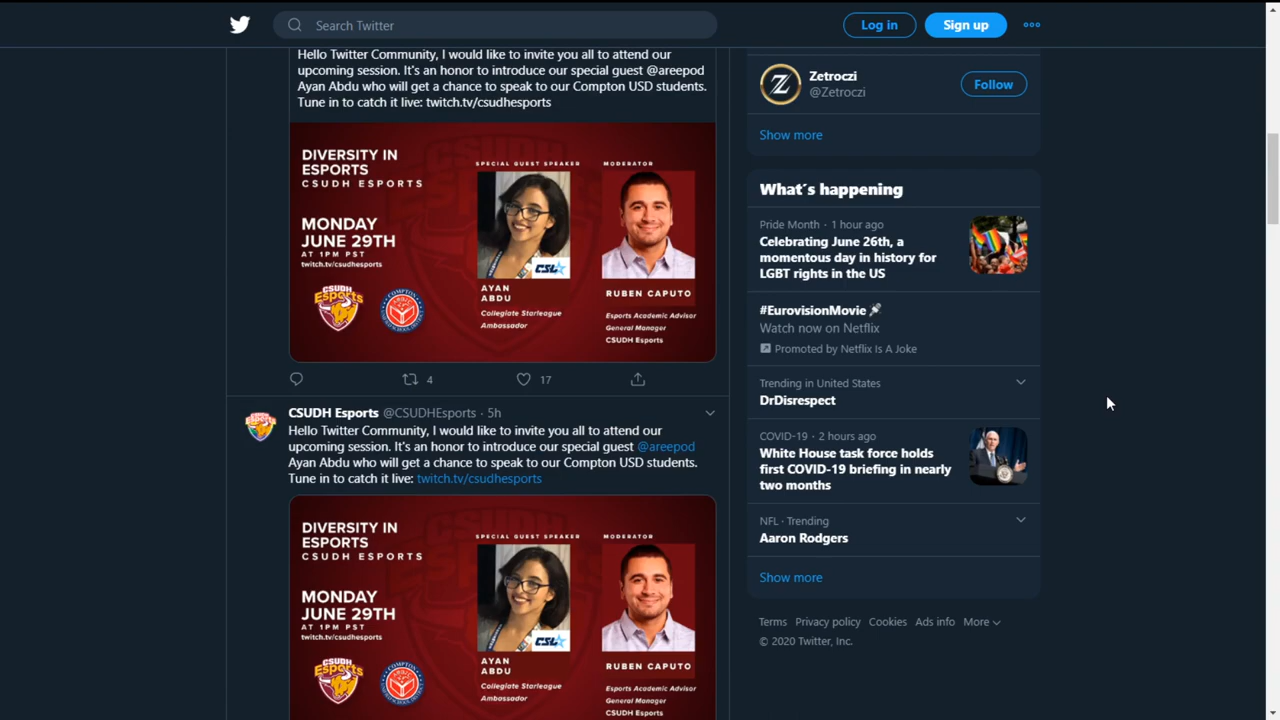 Search Twitter
Log in
Sign up
Hello Twitter Community, I would like to invite you all to attend our
upcoming session. It's an honor to introduce our special guest @areepod
Ayan Abdu who will get a chance to speak to our Compton USD students.
Tune in to catch it live: twitch.tv/csudhesports
DIVERSITY IN
ESPORTS
CSUDH ESPORTS
MONDAY
JUNE 29TH
AT 1PM PST
twitch.tv/csudhesports
CSUDH
Esports
COMPTON
SPECIAL GUEST SPEAKER
CSL
AYAN
ABDU
Collegiate Starleague
Ambassador
MODERATOR
RUBEN CAPUTO
Esports Academic Advisor
General Manager
CSUDH Esports
4
17
CSUDH Esports @CSUDHEsports · 5h
Hello Twitter Community, I would like to invite you all to attend our
upcoming session. It's an honor to introduce our special guest @areepod
Ayan Abdu who will get a chance to speak to our Compton USD students.
Tune in to catch it live: twitch.tv/csudhesports
DIVERSITY IN
ESPORTS
CSUDH ESPORTS
MONDAY
JUNE 29TH
AT 1PM PST
twitch.tv/csudhesports
CSUDH
Esports
COMPTON
SPECIAL GUEST SPEAKER
CSL
AYAN
ABDU
Collegiate Starleague
Ambassador
MODERATOR
RUBEN CAPUTO
Esports Academic Advisor
General Manager
CSUDH Esports
Zetroczi
@Zetroczi
Follow
Show more
What´s happening
Pride Month · 1 hour ago
Celebrating June 26th, a
momentous day in history for
LGBT rights in the US
#EurovisionMovie
Watch now on Netflix
Promoted by Netflix Is A Joke
Trending in United States
DrDisrespect
COVID-19 · 2 hours ago
White House task force holds
first COVID-19 briefing in nearly
two months
NFL · Trending
Aaron Rodgers
Show more
Terms Privacy policy Cookies Ads info More
© 2020 Twitter, Inc.